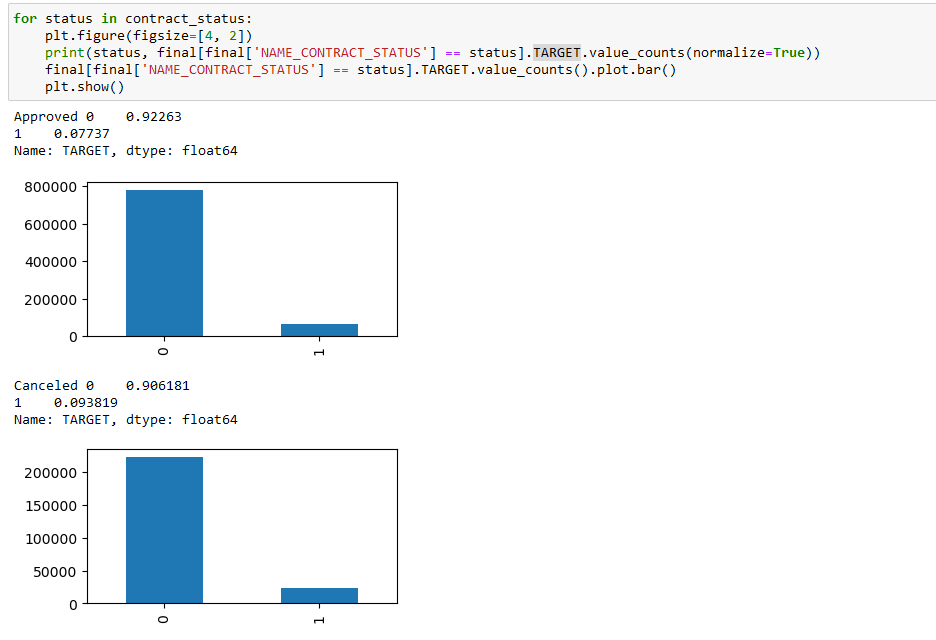 for status in contract_status:
    plt.figure(figsize=[4, 2])
    print(status, final[final['NAME_CONTRACT_STATUS'] == status].TARGET.value_counts(normalize=True))
    final[final['NAME_CONTRACT_STATUS'] == status].TARGET.value_counts().plot.bar()
    plt.show()
Approved 0    0.92263
1    0.07737
Name: TARGET, dtype: float64
800000
600000
400000
200000
0
0 1
Canceled 0    0.906181
1    0.093819
Name: TARGET, dtype: float64
200000
150000
100000
50000
0
0 1